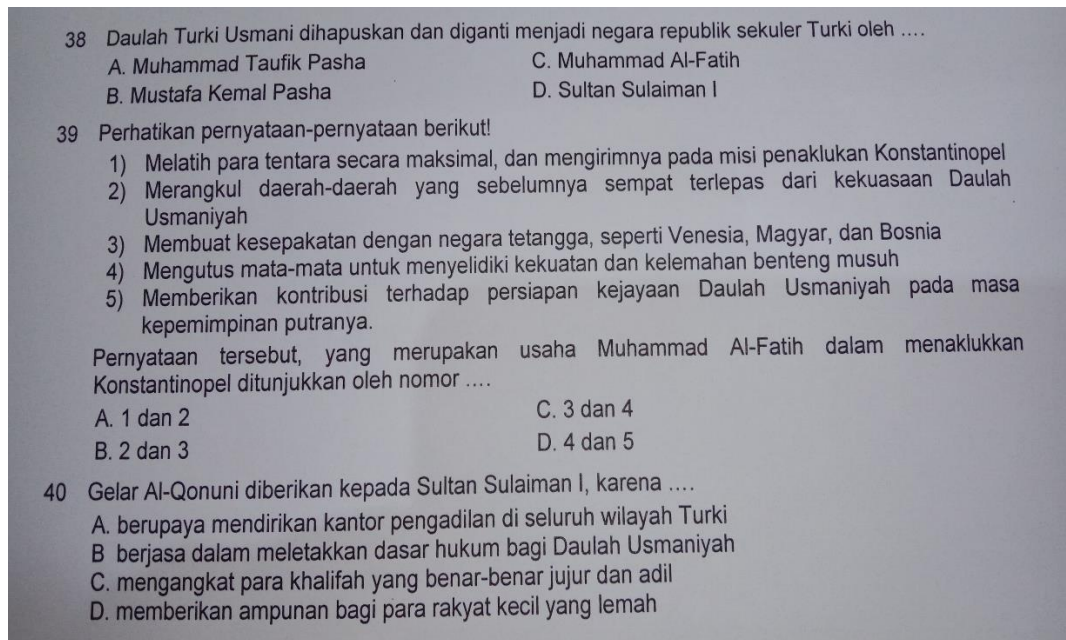 38 Daulah Turki Usmani dihapuskan dan diganti menjadi negara republik sekuler Turki oleh ....
A. Muhammad Taufik Pasha C. Muhammad Al-Fatih
B. Mustafa Kemal Pasha D. Sultan Sulaiman I
39 Perhatikan pernyataan-pernyataan berikut!
1) Melatih para tentara secara maksimal, dan mengirimnya pada misi penaklukan Konstantinopel
2) Merangkul daerah-daerah yang sebelumnya sempat terlepas dari kekuasaan Daulah
Usmaniyah
3) Membuat kesepakatan dengan negara tetangga, seperti Venesia, Magyar, dan Bosnia
4) Mengutus mata-mata untuk menyelidiki kekuatan dan kelemahan benteng musuh
5) Memberikan kontribusi terhadap persiapan kejayaan Daulah Usmaniyah pada masa
kepemimpinan putranya.
Pernyataan tersebut, yang merupakan usaha Muhammad Al-Fatih dalam menaklukkan
Konstantinopel ditunjukkan oleh nomor ....
A. 1 dan 2 C. 3 dan 4
B. 2 dan 3 D. 4 dan 5
40 Gelar Al-Qonuni diberikan kepada Sultan Sulaiman I, karena ....
A. berupaya mendirikan kantor pengadilan di seluruh wilayah Turki
B berjasa dalam meletakkan dasar hukum bagi Daulah Usmaniyah
C. mengangkat para khalifah yang benar-benar jujur dan adil
D. memberikan ampunan bagi para rakyat kecil yang lemah